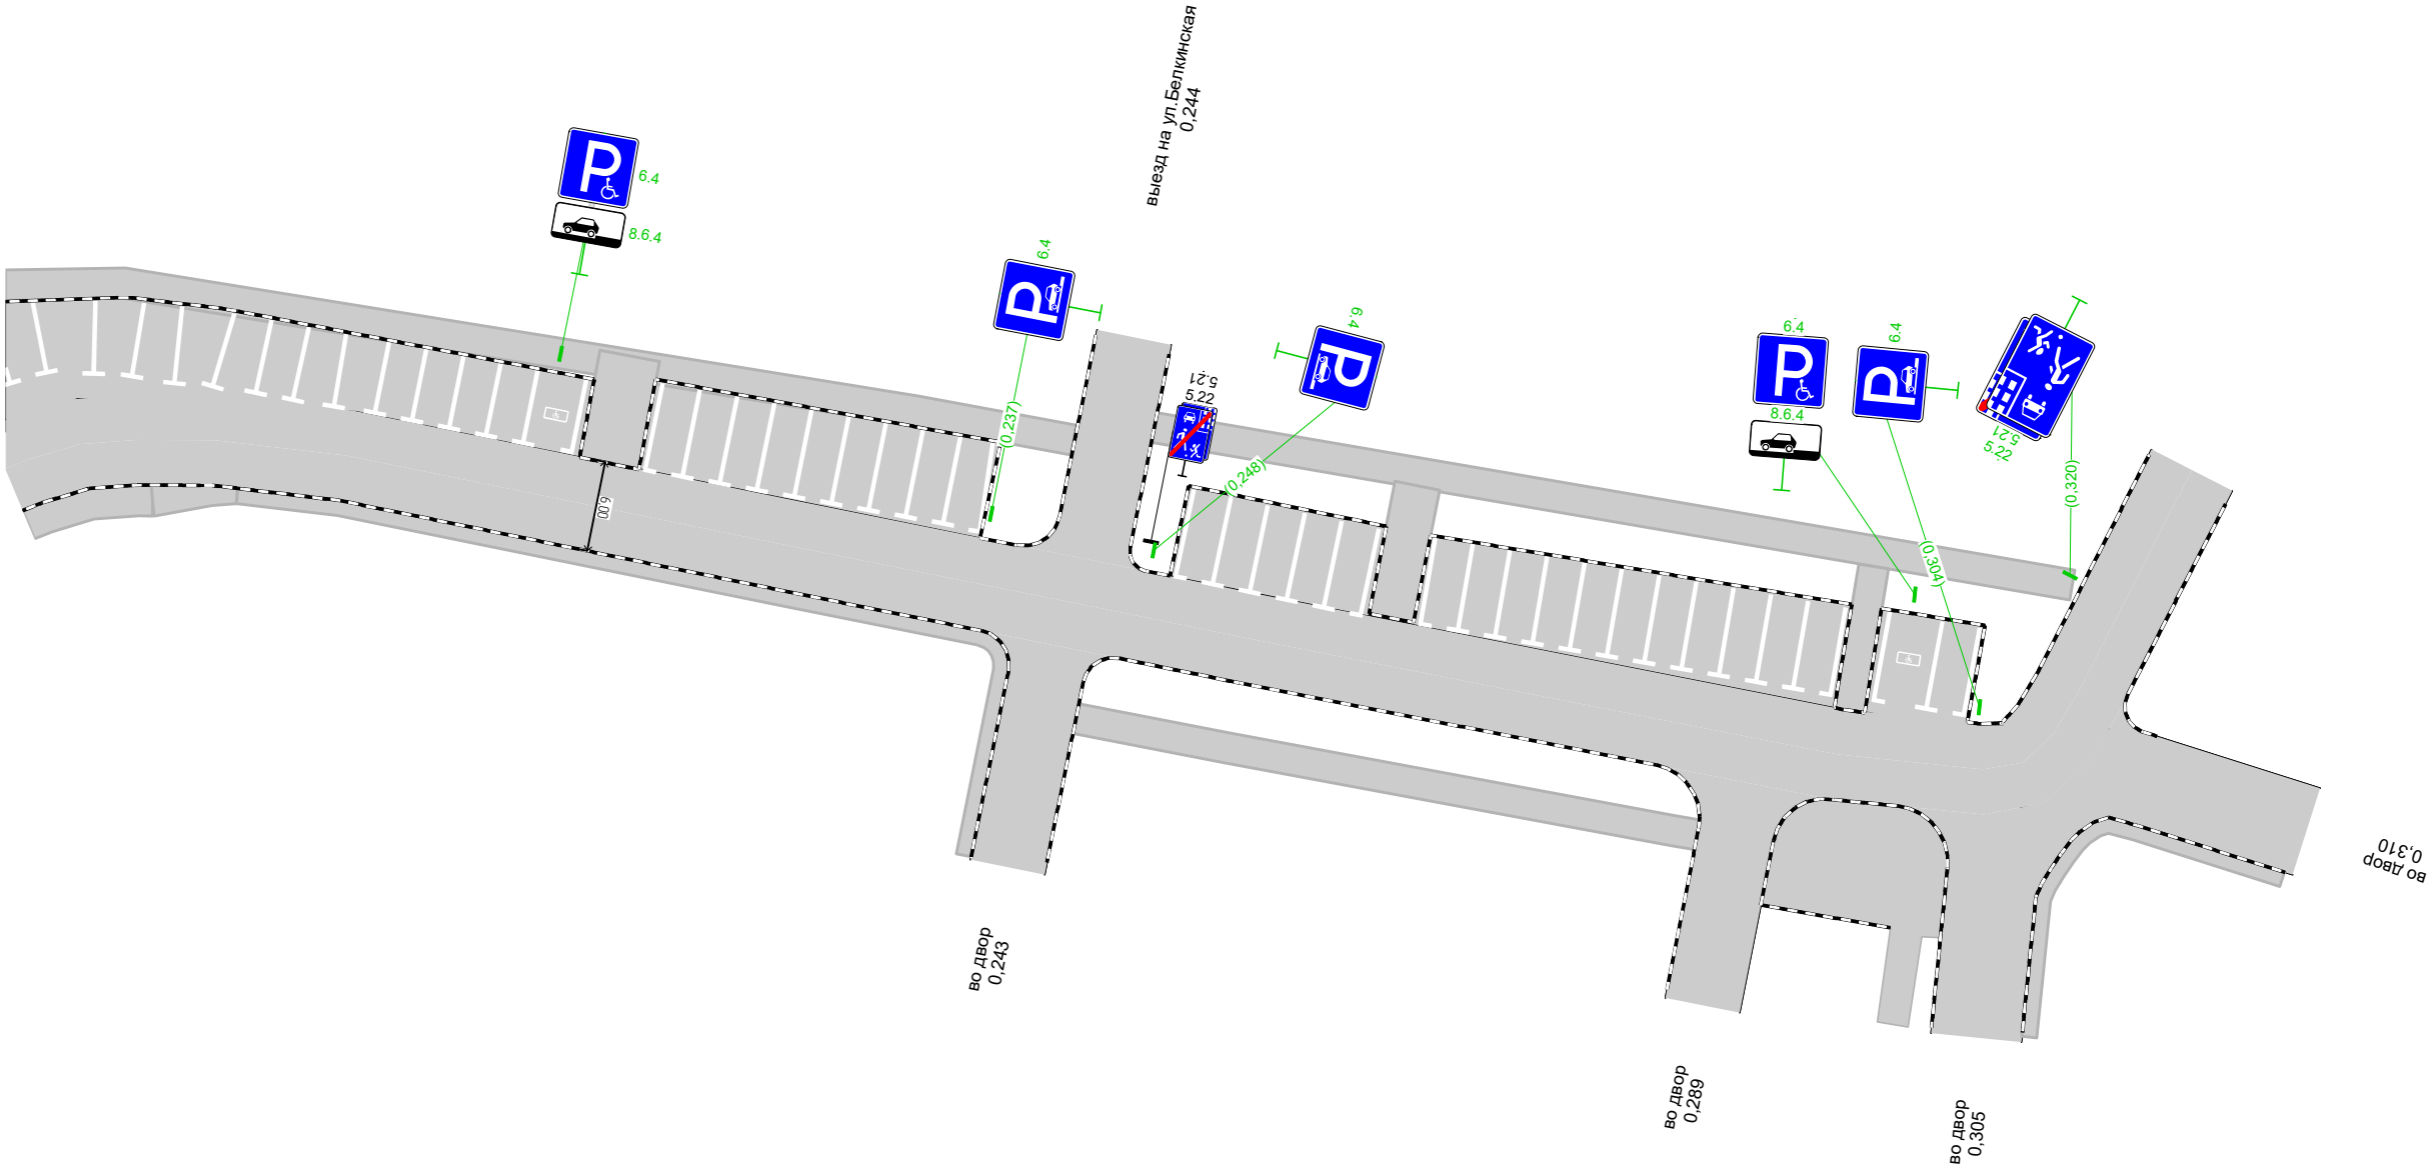 выезд на ул.Белкинская
0,244
P
6.4
8.6.4
6.4
P
(0,237)
6.4
P
(0,248)
5.21
5.22
6.4
P
8.6.4
6.4
P
(0,304)
5.21
5.22
(0,320)
6.00
во двор
0,243
во двор
0,289
во двор
0,305
во двор
0,310